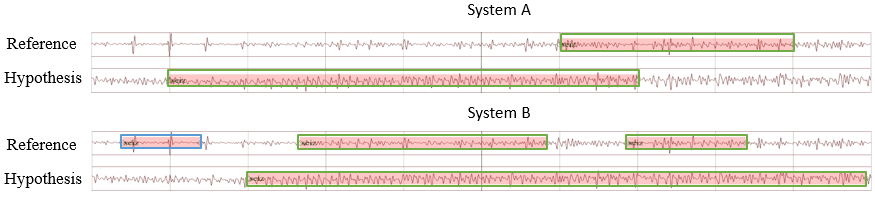 System A
Reference
Hypothesis
System B
Reference
Hypothesis